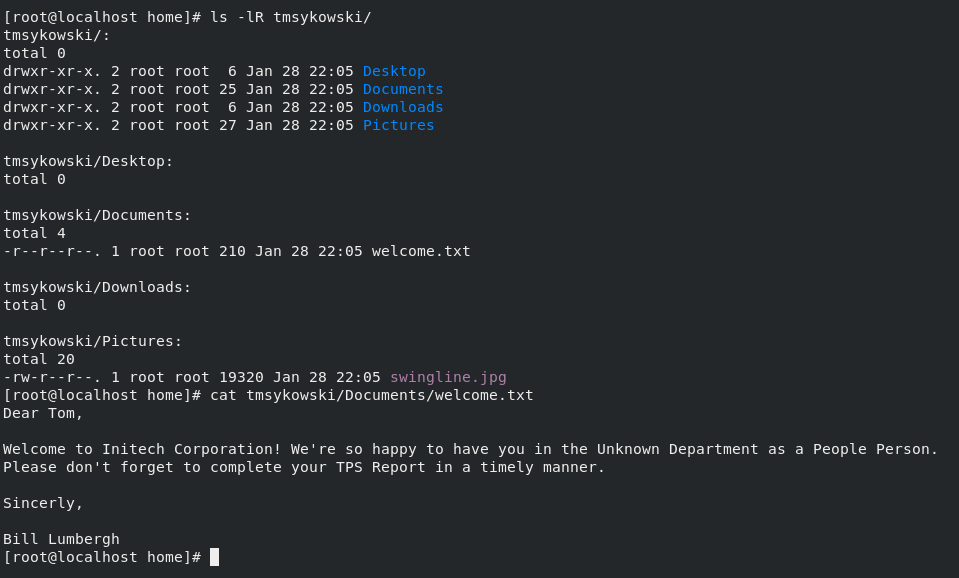 [root@localhost home]# ls -lR tmsykowski/
tmsykowski/:
total 0
drwxr-xr-x. 2 root root  6 Jan 28 22:05 Desktop
drwxr-xr-x. 2 root root 25 Jan 28 22:05 Documents
drwxr-xr-x. 2 root root  6 Jan 28 22:05 Downloads
drwxr-xr-x. 2 root root 27 Jan 28 22:05 Pictures

tmsykowski/Desktop:
total 0

tmsykowski/Documents:
total 4
-r--r--r--. 1 root root 210 Jan 28 22:05 welcome.txt

tmsykowski/Downloads:
total 0

tmsykowski/Pictures:
total 20
-rw-r--r--. 1 root root 19320 Jan 28 22:05 swingline.jpg
[root@localhost home]# cat tmsykowski/Documents/welcome.txt
Dear Tom,

Welcome to Initech Corporation! We're so happy to have you in the Unknown Department as a People Person.
Please don't forget to complete your TPS Report in a timely manner.

Sincerly,

Bill Lumbergh
[root@localhost home]#